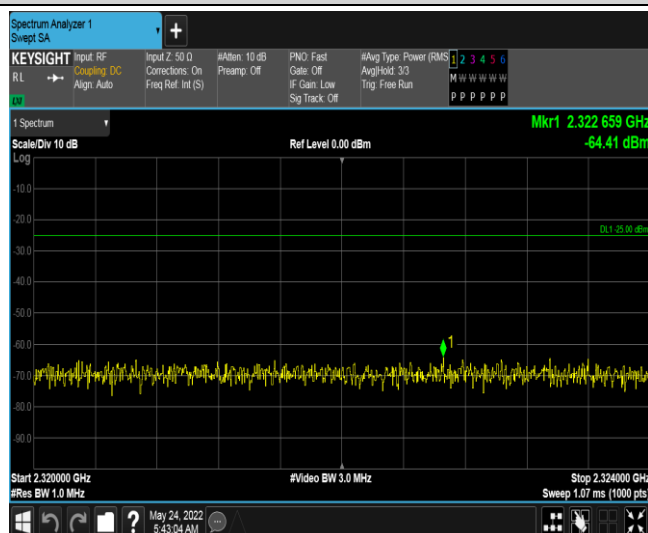 Spectrum Analyzer 1
Swept SA
+
KEYSIGHT
RL
LXI
Input: RF
Coupling: DC
Align: Auto
Input Z: 50 Ω
Corrections: On
Freq Ref: Int (S)
#Atten: 10 dB
Preamp: Off
PNO: Fast
Gate: Off
IF Gain: Low
Sig Track: Off
#Avg Type: Power (RMS
Avg|Hold: 3/3
Trig: Free Run
1 2 3 4 5 6
M W W W W W
P P P P P P
1 Spectrum
Scale/Div 10 dB
Ref Level 0.00 dBm
Mkr1 2.322 659 GHz
-64.41 dBm
Log
-10.0
-20.0
DL1 -25.00 dBm
-30.0
-40.0
-50.0
-60.0
1
-70.0
-80.0
-90.0
Start 2.320000 GHz
#Video BW 3.0 MHz
Stop 2.324000 GHz
#Res BW 1.0 MHz
Sweep 1.07 ms (1000 pts)
?
May 24, 2022
5:43:04 AM